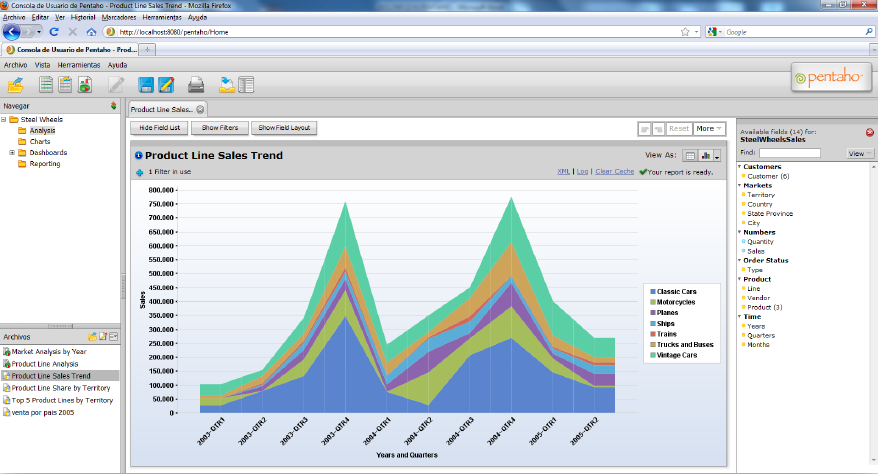 Consola de Usuario de Pentaho - Product Line Sales Trend - Mozilla Firefox
Archivo Editar Ver Historial Marcadores Herramientas Ayuda
http://localhost:8080/pentaho/Home
Google
Consola de Usuario de Pentaho - Prod...
Archivo Vista Herramientas Ayuda
pentaho
Navegar
Steel Wheels
Analysis
Charts
Dashboards
Reporting
Archivos
Market Analysis by Year
Product Line Analysis
Product Line Sales Trend
Product Line Share by Territory
Top 5 Product Lines by Territory
venta por pais 2005
Product Line Sales...
Hide Field List
Show Filters
Show Field Layout
Reset
More
Product Line Sales Trend
View As:
1 Filter in use
XML | Log | Clear Cache
Your report is ready.
800,000
750,000
700,000
650,000
600,000
550,000
500,000
450,000
400,000
350,000
300,000
250,000
200,000
150,000
100,000
50,000
0
Sales
2003-QTR1
2003-QTR2
2003-QTR3
2003-QTR4
2004-QTR1
2004-QTR2
2004-QTR3
2004-QTR4
2005-QTR1
2005-QTR2
Years and Quarters
Classic Cars
Motorcycles
Planes
Ships
Trains
Trucks and Buses
Vintage Cars
Available fields (14) for:
SteelWheelsSales
Find:
View
Customers
Customer (6)
Markets
Territory
Country
State Province
City
Numbers
Quantity
Sales
Order Status
Type
Product
Line
Vendor
Product (3)
Time
Years
Quarters
Months